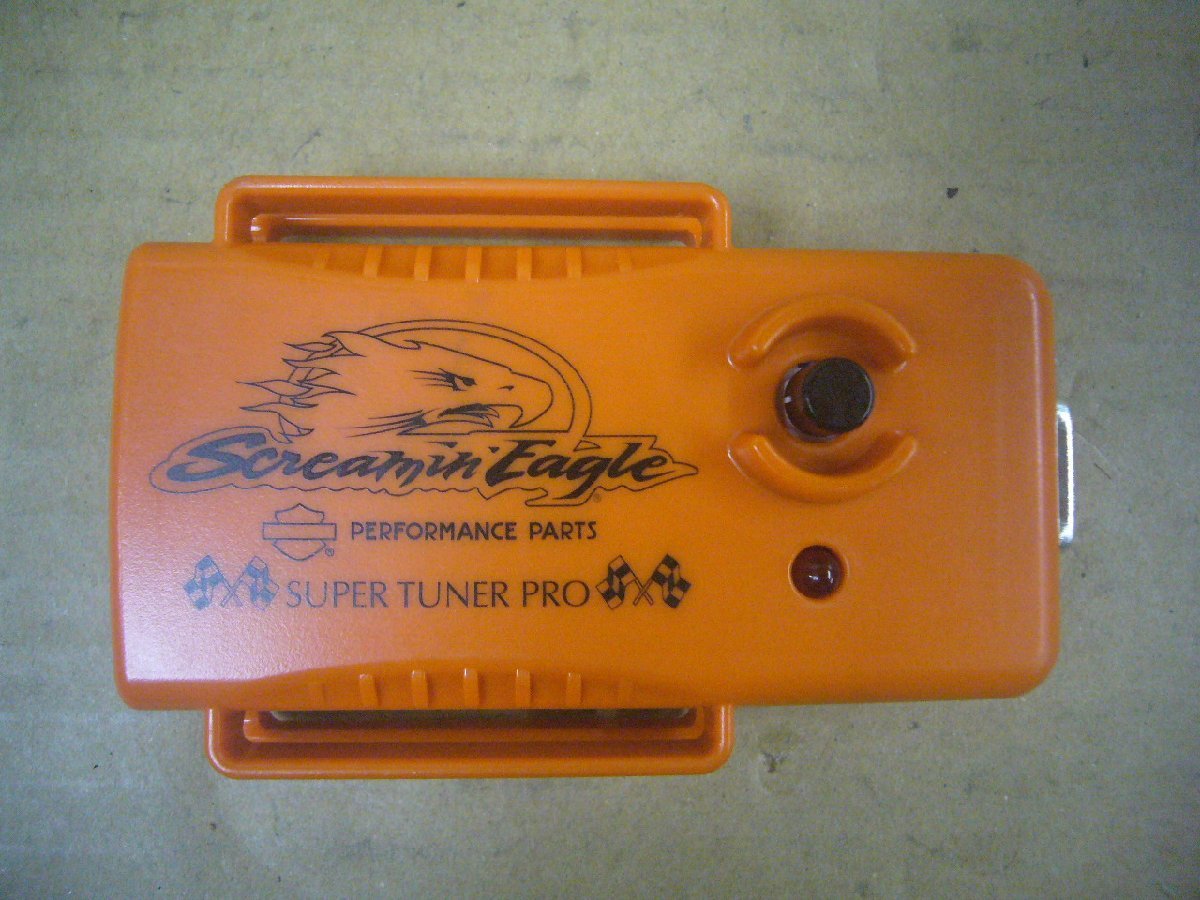 Screamin' Eagle®
® PERFORMANCE PARTS
SUPER TUNER PRO